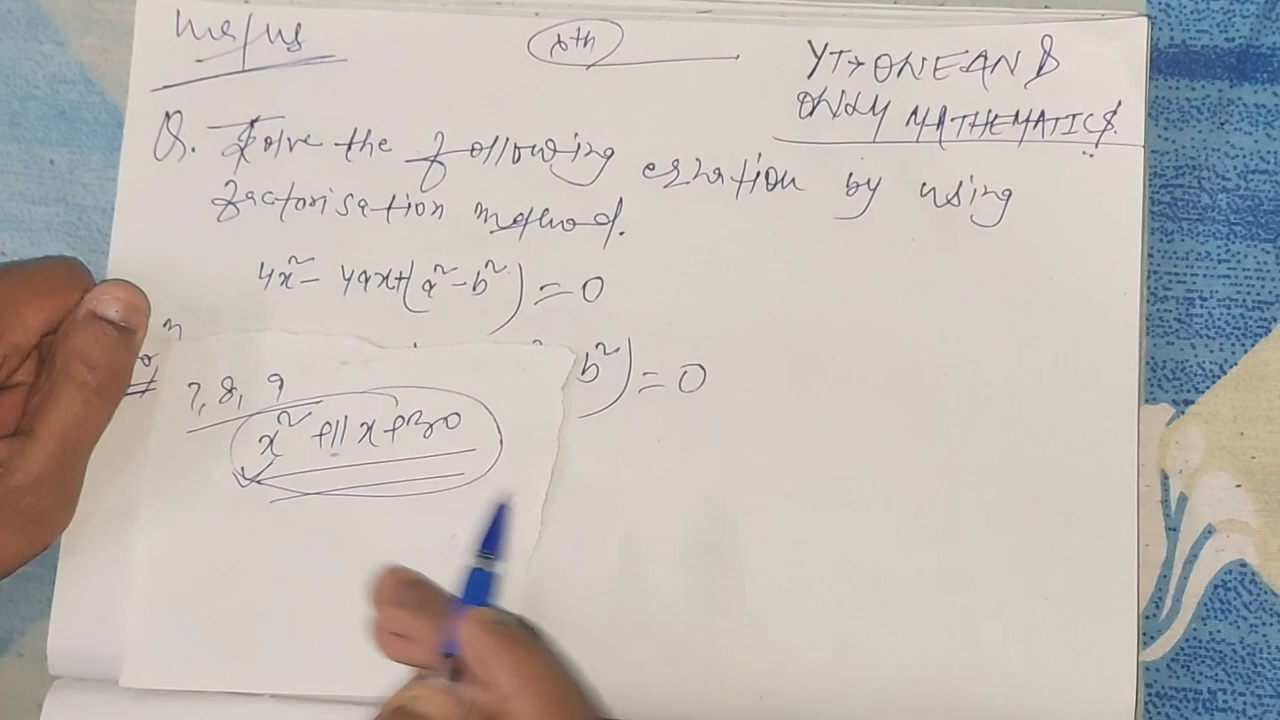 10th
YT→ ONE AND
ONLY MATHEMATICS.
Q. Solve the following equation by using
factorisation method.
4x² - 4ax + (a² - b²) = 0
b²) = 0
7, 8, 9
x² + 11x + 30